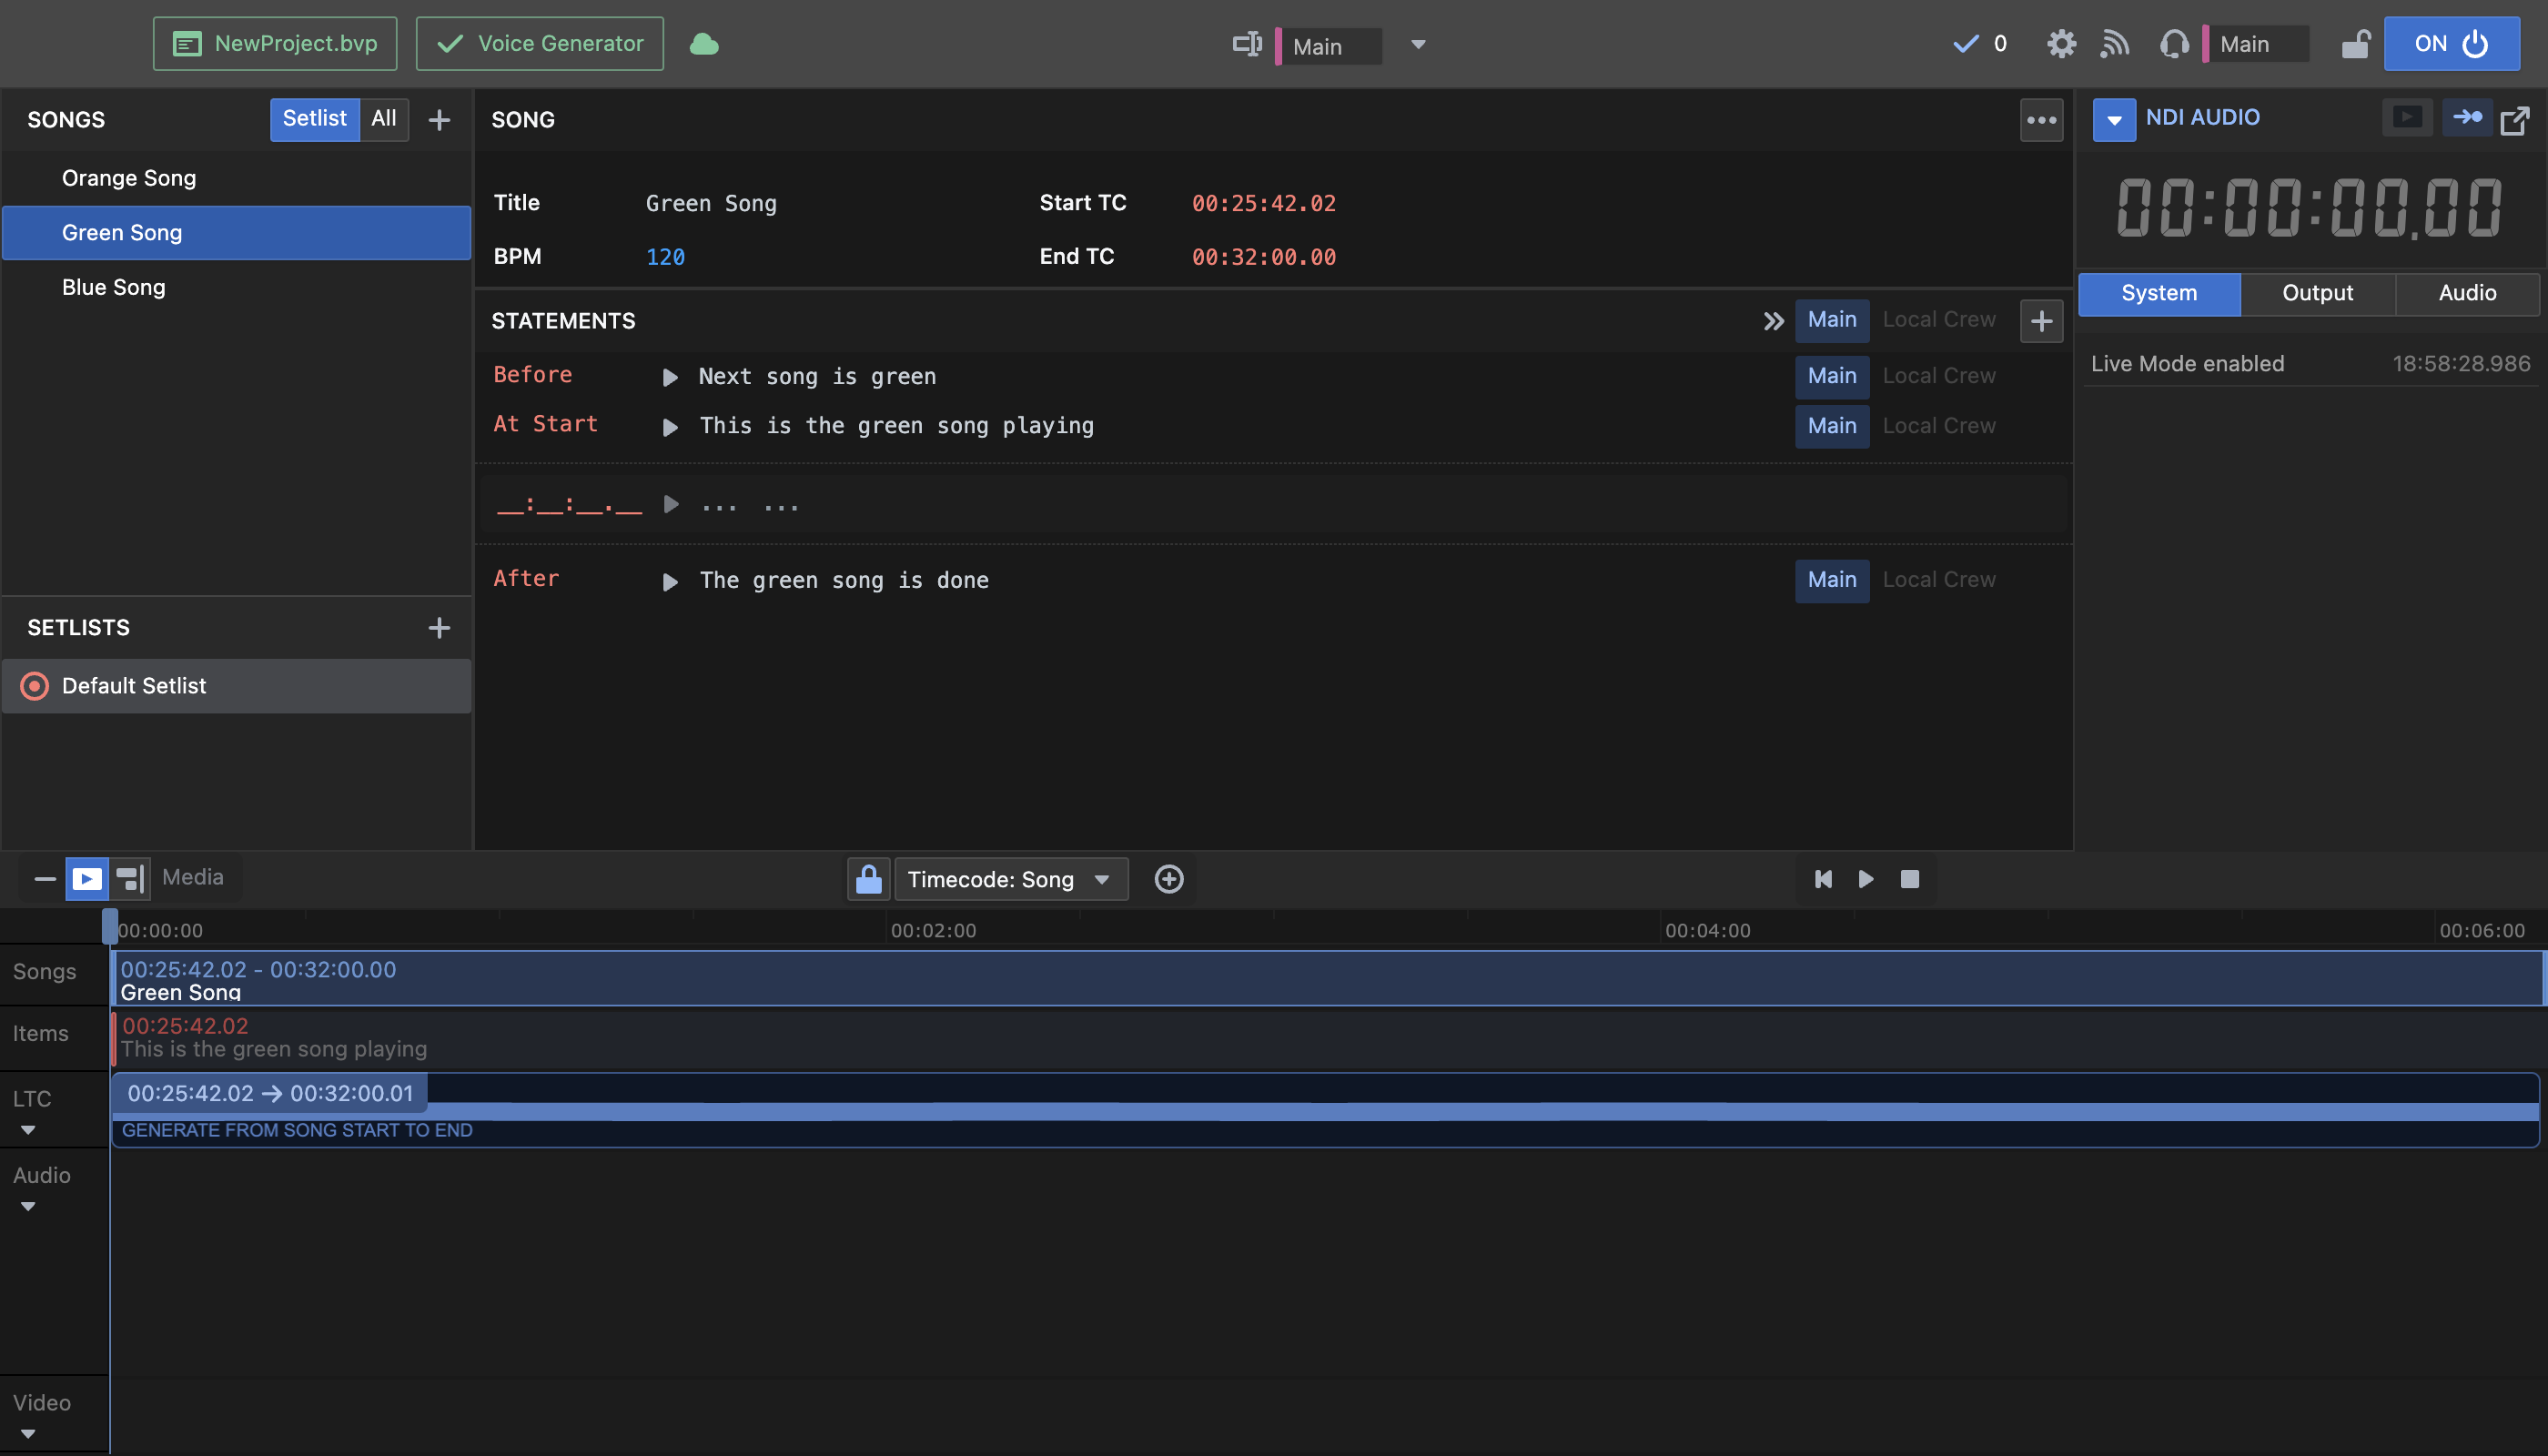 NewProject.bvp
Voice Generator
Main
0
Main
ON
SONGS
Setlist
All
Orange Song
Green Song
Blue Song
SETLISTS
Default Setlist
SONG
Title
Green Song
Start TC
00:25:42.02
BPM
120
End TC
00:32:00.00
STATEMENTS
Main
Local Crew
Before
Next song is green
Main
Local Crew
At Start
This is the green song playing
Main
Local Crew
__:__:__.__
... ...
After
The green song is done
Main
Local Crew
NDI AUDIO
00:00:00.00
System
Output
Audio
Live Mode enabled
18:58:28.986
Media
Timecode: Song
00:00:00
00:02:00
00:04:00
00:06:00
Songs
00:25:42.02 - 00:32:00.00
Green Song
Items
00:25:42.02
This is the green song playing
LTC
00:25:42.02 → 00:32:00.01
GENERATE FROM SONG START TO END
Audio
Video